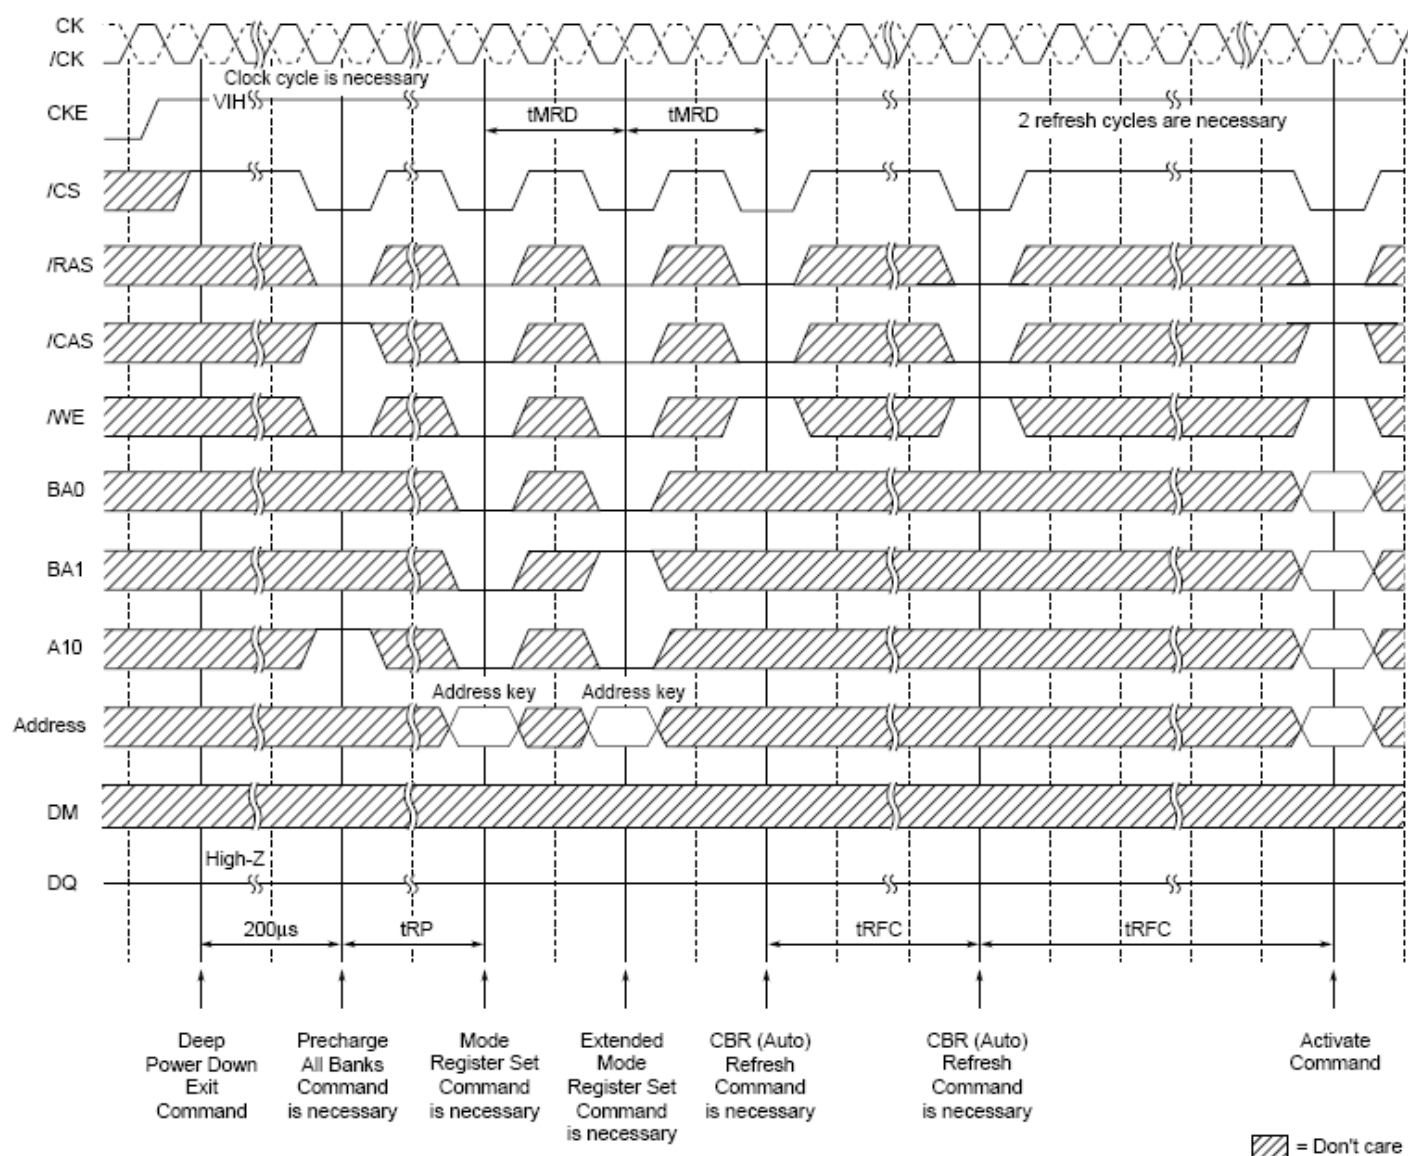 CK
/CK
Clock cycle is necessary
CKE
VIH
tMRD
tMRD
2 refresh cycles are necessary
/CS
/RAS
/CAS
/WE
BA0
BA1
A10
Address key
Address key
Address
DM
High-Z
DQ
200μs
tRP
tRFC
tRFC
Deep
Power Down
Exit
Command
Precharge
All Banks
Command
is necessary
Mode
Register Set
Command
is necessary
Extended
Mode
Register Set
Command
is necessary
CBR (Auto)
Refresh
Command
is necessary
CBR (Auto)
Refresh
Command
is necessary
Activate
Command
= Don't care